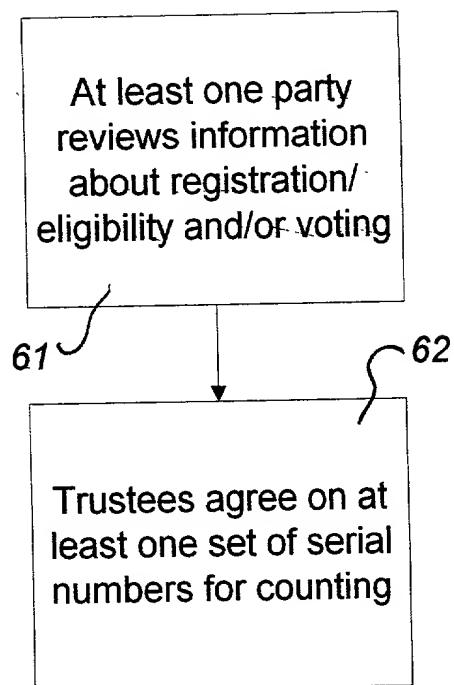 At least one party
reviews information
about registration/
eligibility and/or voting
61
62
Trustees agree on at
least one set of serial
numbers for counting